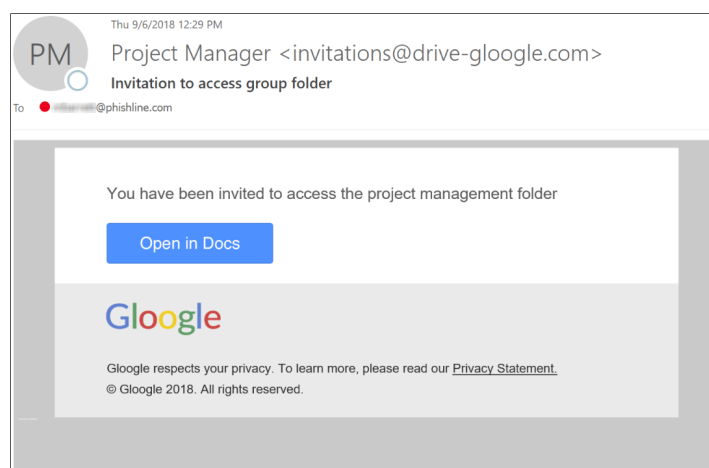 Thu 9/6/2018 12:29 PM
PM
Project Manager <invitations@drive-gloogle.com>
Invitation to access group folder
To @phishline.com
You have been invited to access the project management folder
Open in Docs
Gloogle
Gloogle respects your privacy. To learn more, please read our Privacy Statement.
© Gloogle 2018. All rights reserved.